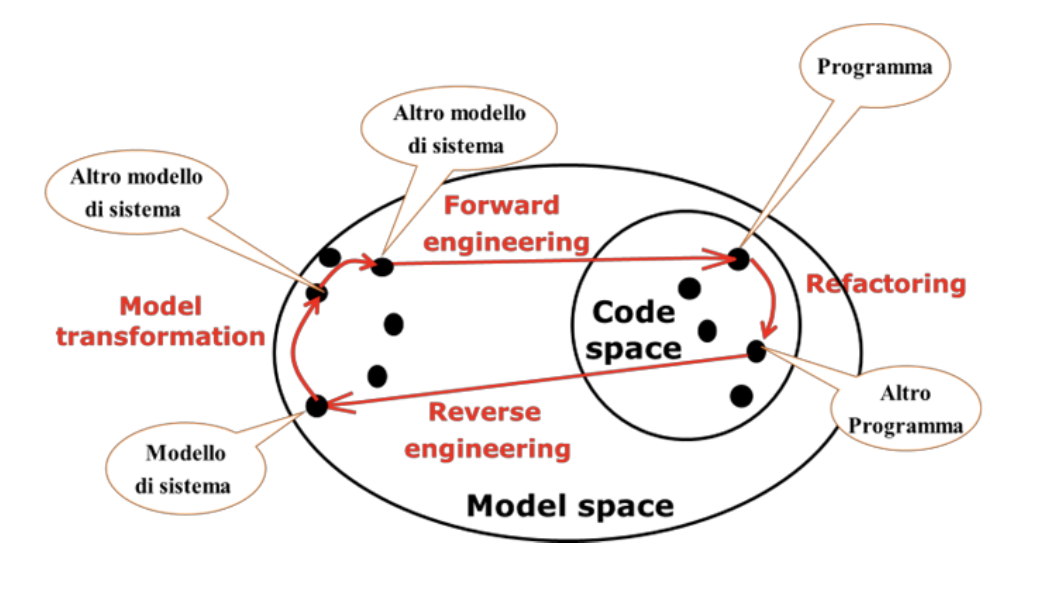 Programma
Altro modello
di sistema
Altro modello
di sistema
Forward
engineering
Refactoring
Model
transformation
Code
space
Reverse
engineering
Altro
Programma
Modello
di sistema
Model space